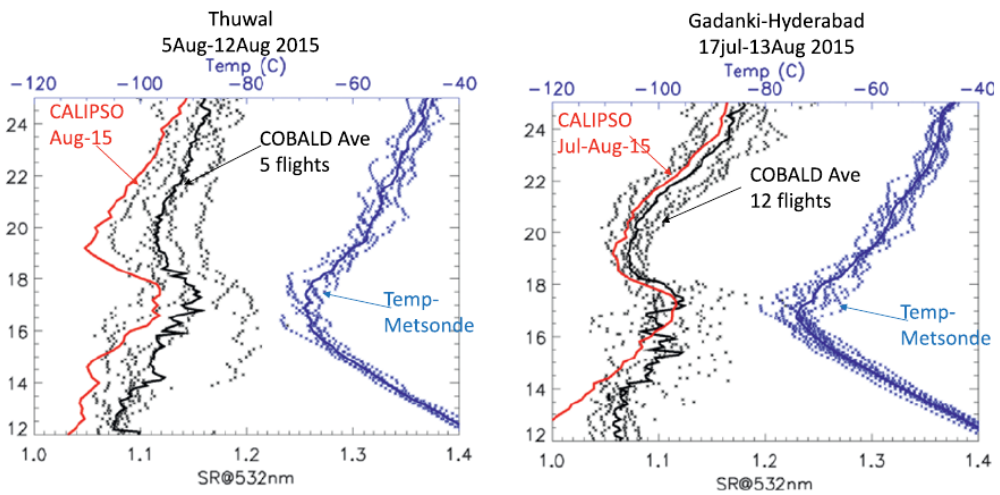 Thuwal
5Aug-12Aug 2015
Temp (C)
−120 −100 −80 −60 −40
CALIPSO
Aug-15
COBALD Ave
5 flights
Temp-
Metsonde
24
22
20
18
16
14
12
1.0 1.1 1.2 1.3 1.4
SR@532nm
Gadanki-Hyderabad
17jul-13Aug 2015
Temp (C)
−120 −100 −80 −60 −40
CALIPSO
Jul-Aug-15
COBALD Ave
12 flights
Temp-
Metsonde
24
22
20
18
16
14
12
1.0 1.1 1.2 1.3 1.4
SR@532nm